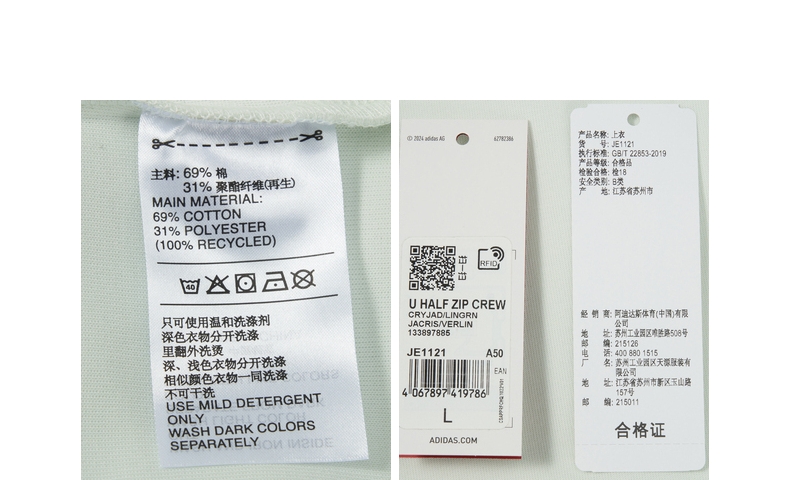 主料: 69% 棉
31% 聚酯纤维(再生)
MAIN MATERIAL:
69% COTTON
31% POLYESTER
(100% RECYCLED)
40
只可使用温和洗涤剂
深色衣物分开洗涤
里翻外洗烫
深、浅色衣物分开洗涤
相似颜色衣物一同洗涤
不可干洗
USE MILD DETERGENT
ONLY
WASH DARK COLORS
SEPARATELY
© 2024 adidas AG
62782386
RFID
U HALF ZIP CREW
CRYJAD/LINGRN
JACRIS/VERLIN
133897885
JE1121 A50
EAN
4 067897 419786
L
ADIDAS.COM
产品名称: 上衣
货 号: JE1121
执行标准: GB/T 22853-2019
产品等级: 合格品
检验合格: 检18
安全类别: B类
产 地: 江苏省苏州市
经 销 商: 阿迪达斯体育(中国)有限
公司
地 址: 苏州工业园区唯胜路508号
邮 编: 215126
电 话: 400 880 1515
厂 名: 苏州工业园区天源服装有
限公司
地 址: 江苏省苏州市新区玉山路
157号
邮 编: 215011
合格证